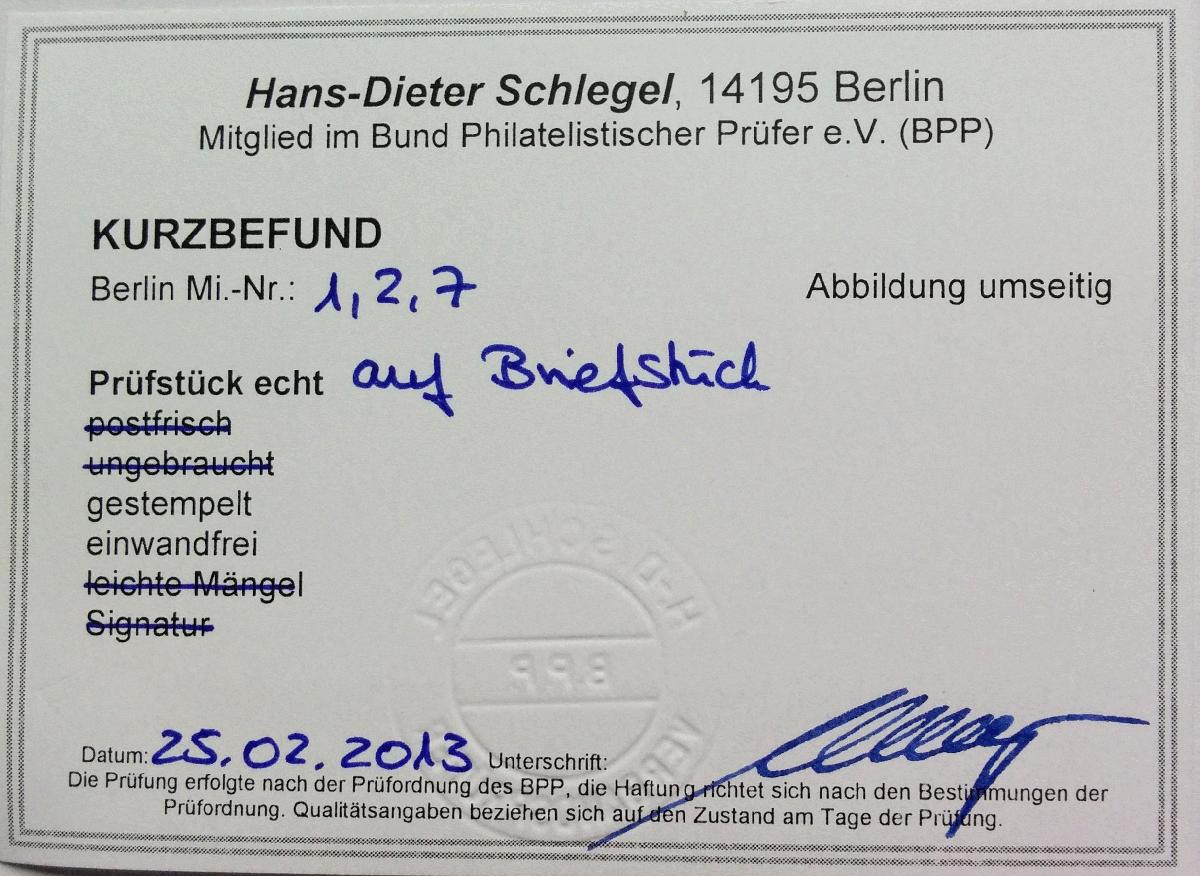 Hans-Dieter Schlegel, 14195 Berlin
Mitglied im Bund Philatelistischer Prüfer e.V. (BPP)
KURZBEFUND
Berlin Mi.-Nr.: 1, 2, 7 Abbildung umseitig
Prüfstück echt auf Briefstück
postfrisch
ungebraucht
gestempelt
einwandfrei
leichte Mängel
Signatur
H-D SCHLEGEL
B.P.P.
Datum: 25.02.2013 Unterschrift:
Die Prüfung erfolgte nach der Prüfordnung des BPP, die Haftung richtet sich nach den Bestimmungen der
Prüfordnung. Qualitätsangaben beziehen sich auf den Zustand am Tage der Prüfung.